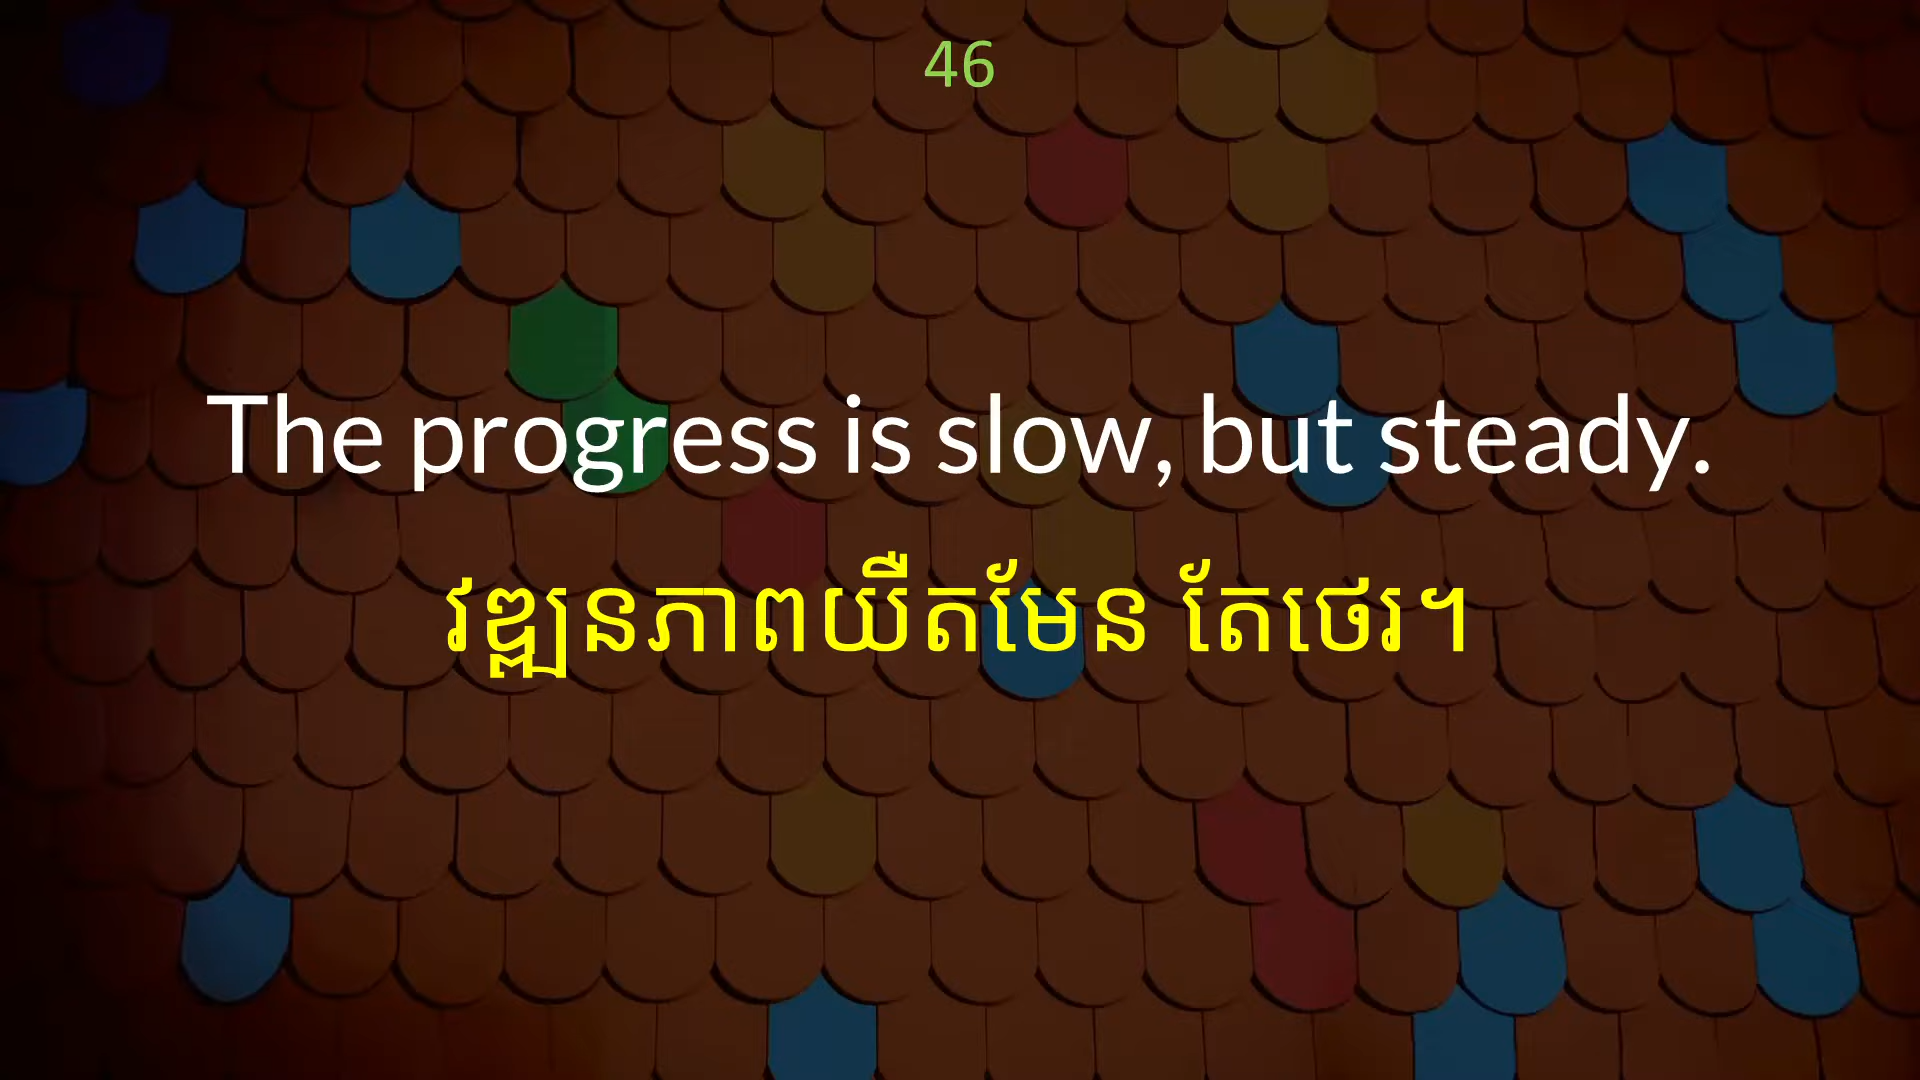 46
The progress is slow, but steady.
វឌ្ឍនភាពយឺតមែន តែថេរ។